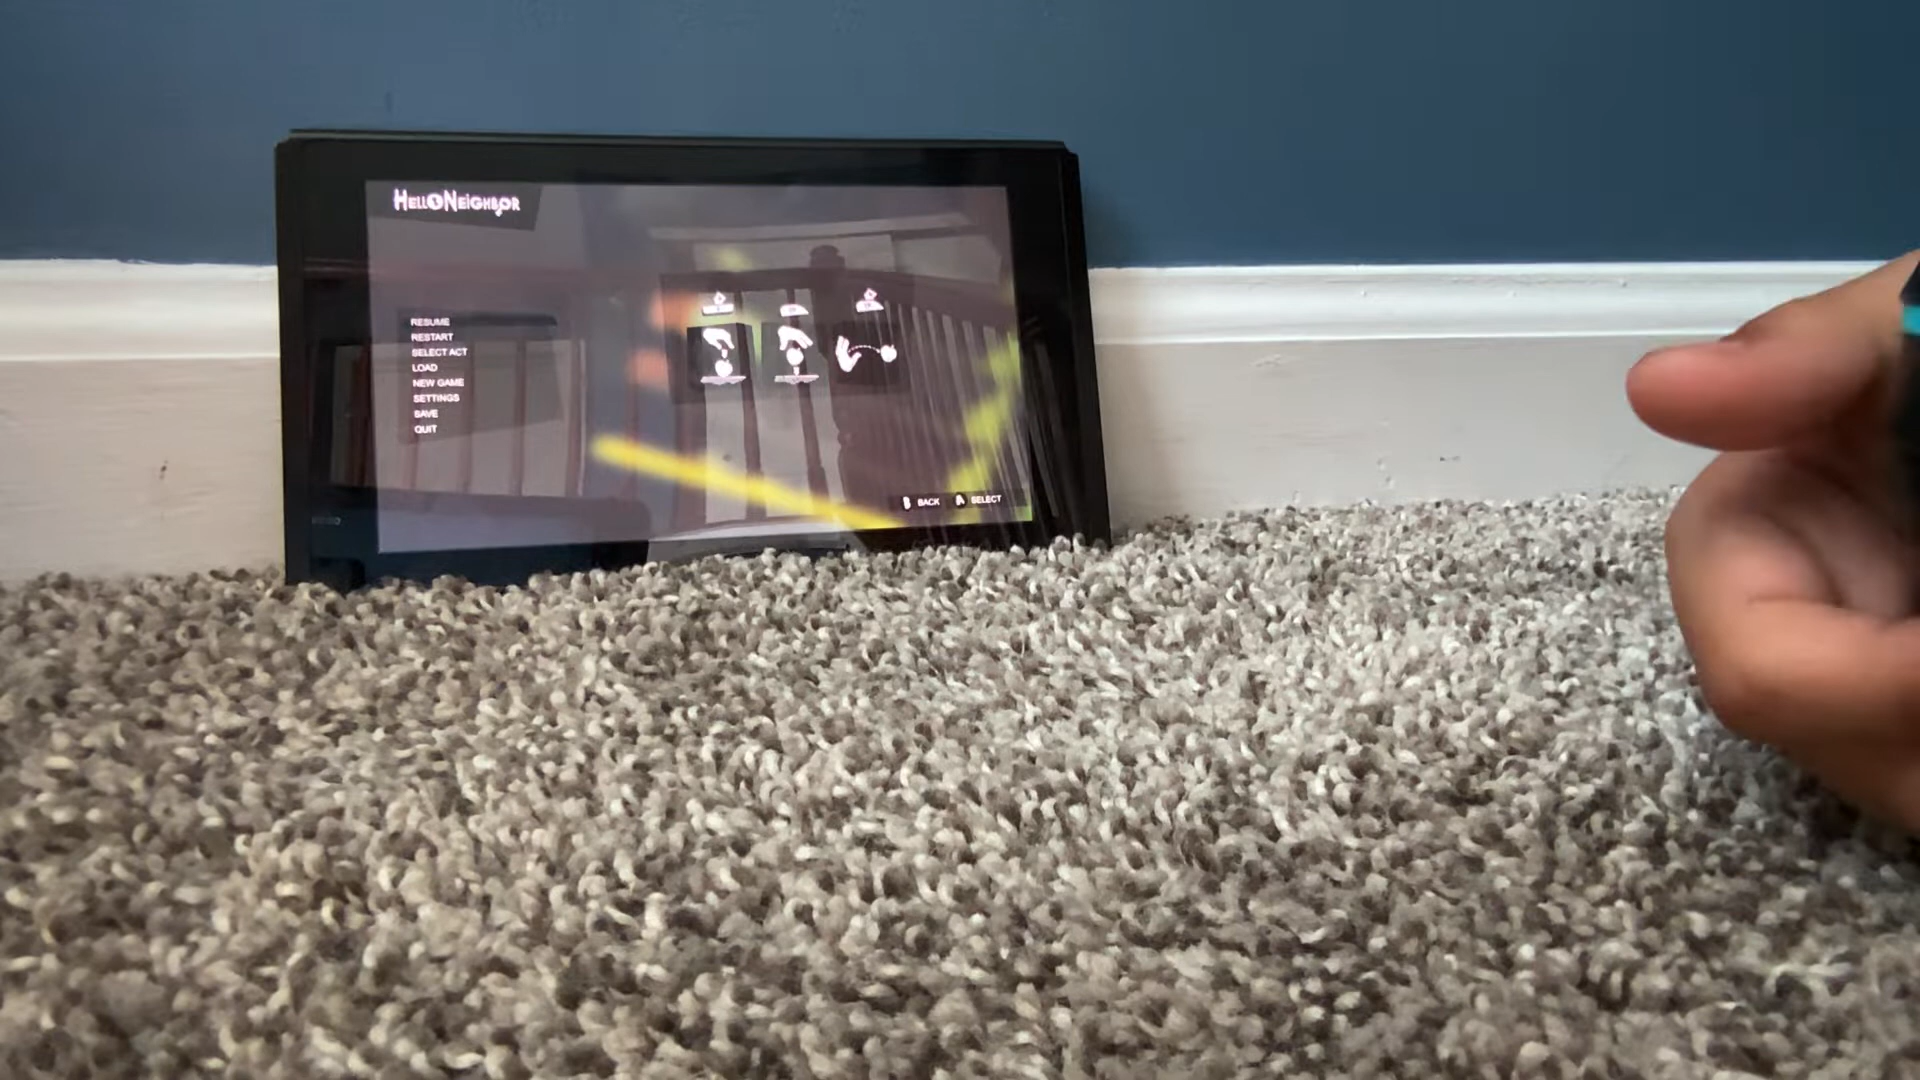 HELLO NEIGHBOR
RESUME
RESTART
SELECT ACT
LOAD
NEW GAME
SETTINGS
SAVE
QUIT
B BACK A SELECT